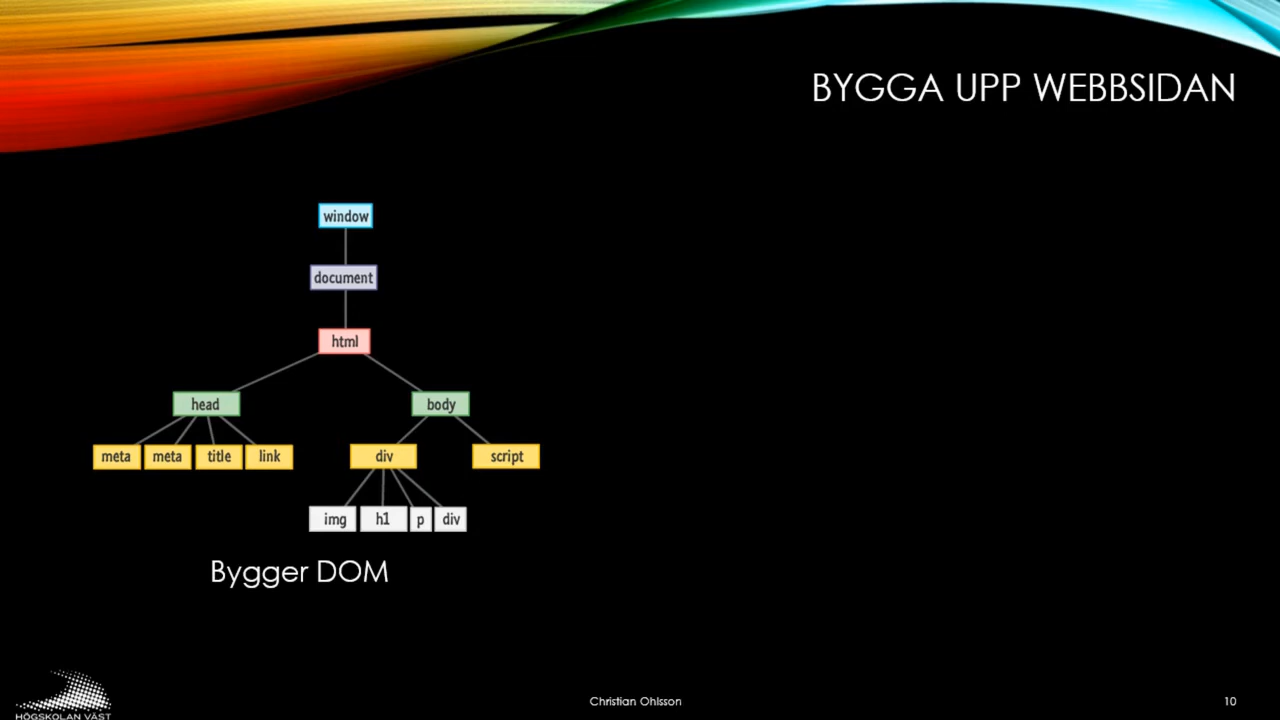 BYGGA UPP WEBBSIDAN
window
document
html
head body
meta meta title link div script
img h1 p div
Bygger DOM
HÖGSKOLAN VÄST
Christian Ohlsson
10